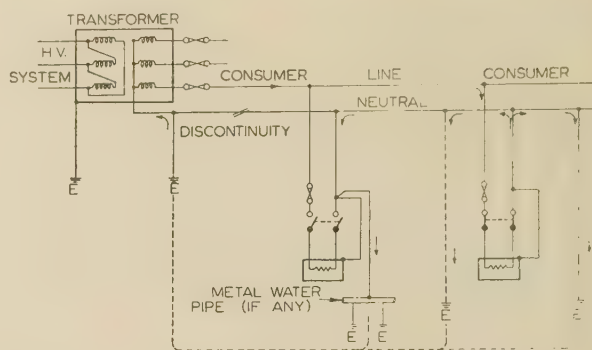 TRANSFORMER
H.V.
SYSTEM
CONSUMER
LINE
CONSUMER
NEUTRAL
DISCONTINUITY
E
E
METAL WATER
PIPE (IF ANY)
E
E
E
E